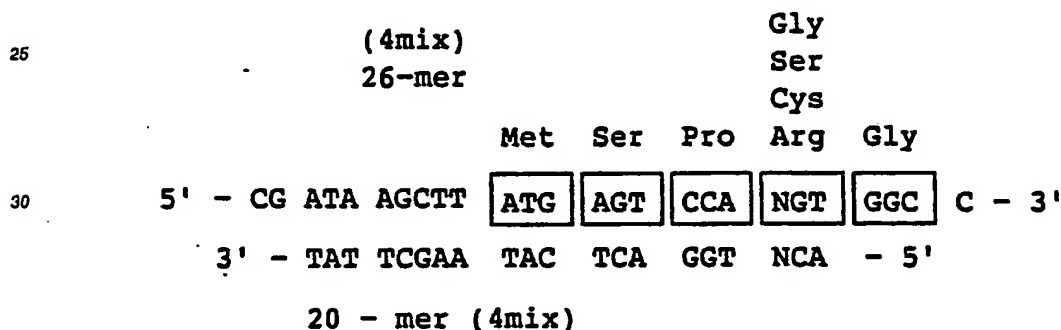 Gly
25 (4mix) Ser
26-mer Cys
Met Ser Pro Arg Gly
30 5' - CG ATA AGCTT ATG AGT CCA NGT GGC C - 3'
3' - TAT TCGAA TAC TCA GGT NCA - 5'
20 - mer (4mix)